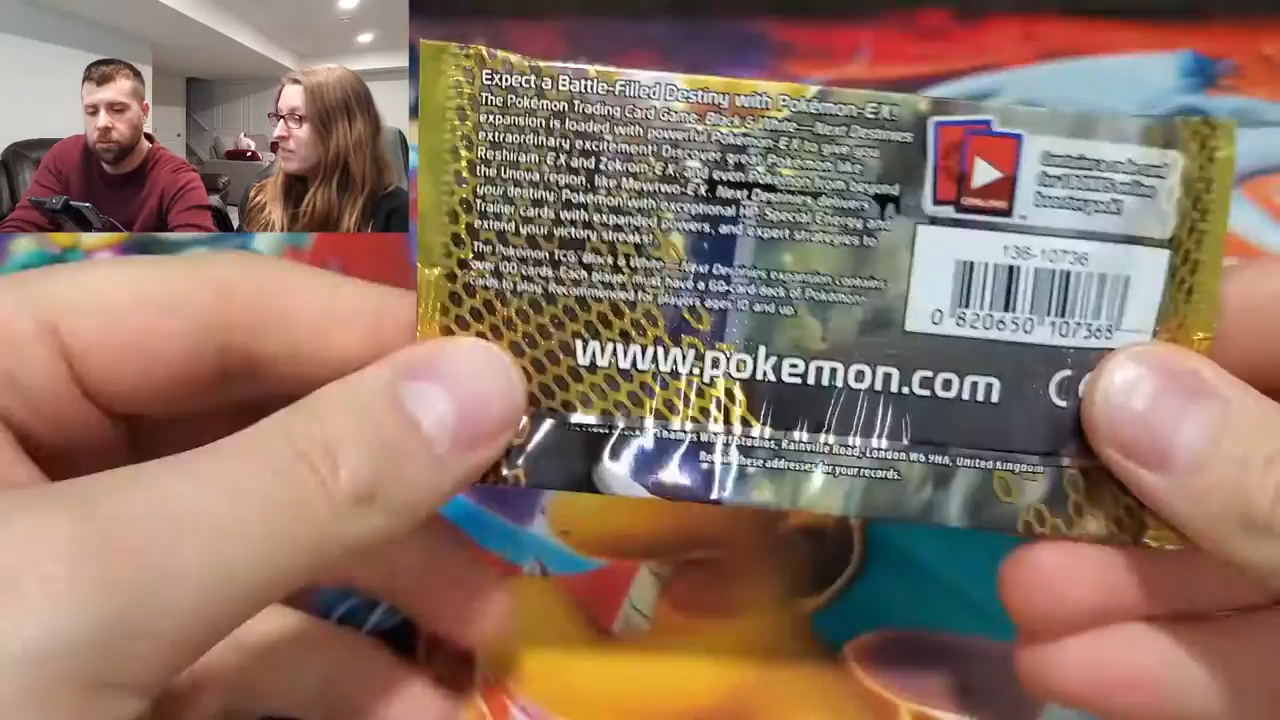 Expect a Battle-Filled Destiny with Pokémon-EX!
The Pokémon Trading Card Game: Black & White—Next Destinies
expansion is loaded with powerful Pokémon-EX to give you
extraordinary excitement! Discover great Pokémon like
Reshiram-EX and Zekrom-EX, and even Pokémon from beyond
the Unova region, like Mewtwo-EX. Next Destinies delivers
your destiny: Pokémon with exceptional HP, Special Energy and
Trainer cards with expanded powers, and expert strategies to
extend your victory streaks!
The Pokémon TCG: Black & White—Next Destinies expansion contains
over 100 cards. Each player must have a 60-card deck of Pokémon
cards to play. Recommended for players ages 10 and up.
136-10736
0 820650 107368
www.pokemon.com
Thames Wharf Studios, Rainville Road, London W6 9HA, United Kingdom
Retain these addresses for your records.